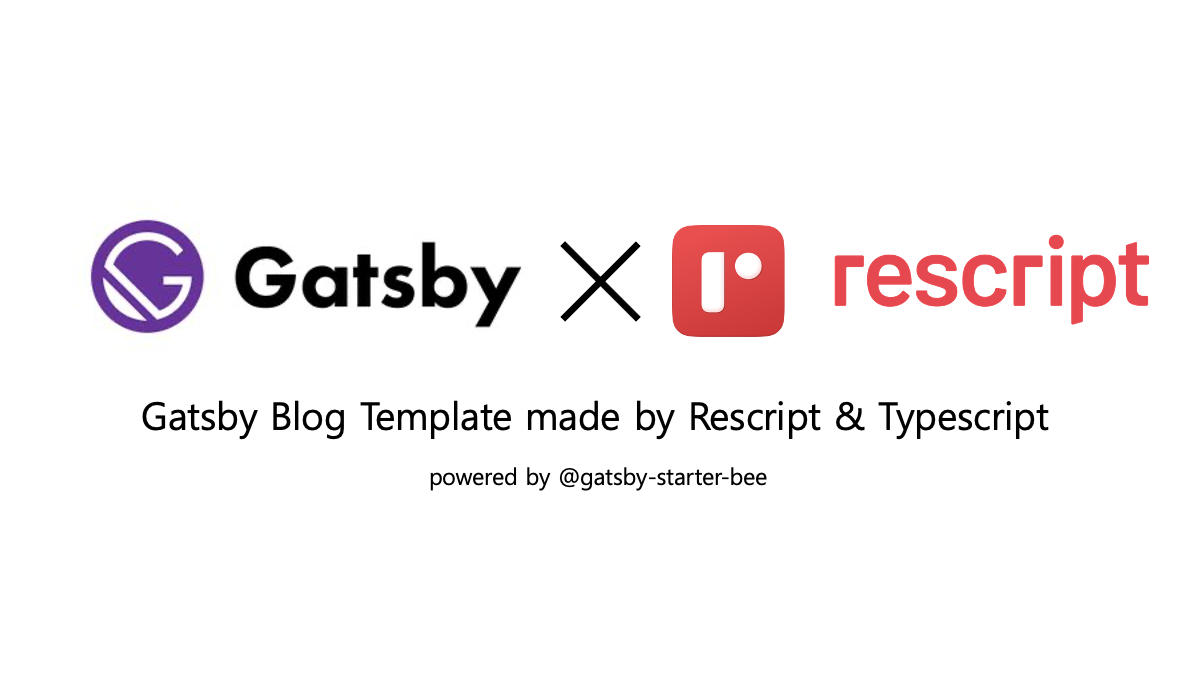 Gatsby × rescript
Gatsby Blog Template made by Rescript & Typescript
powered by @gatsby-starter-bee